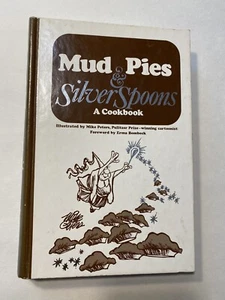 Mud Pies
&
Silver Spoons
A Cookbook
Illustrated by Mike Peters, Pulitzer Prize-winning cartoonist
Foreword by Erma Bombeck